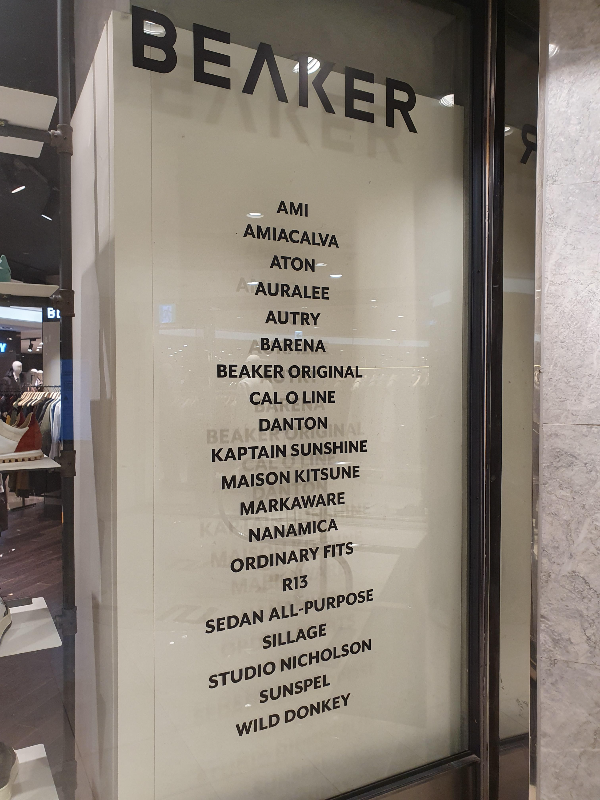 BEAKER
AMI
AMIACALVA
ATON
AURALEE
AUTRY
BARENA
BEAKER ORIGINAL
CAL O LINE
DANTON
KAPTAIN SUNSHINE
MAISON KITSUNE
MARKAWARE
NANAMICA
ORDINARY FITS
R13
SEDAN ALL-PURPOSE
SILLAGE
STUDIO NICHOLSON
SUNSPEL
WILD DONKEY